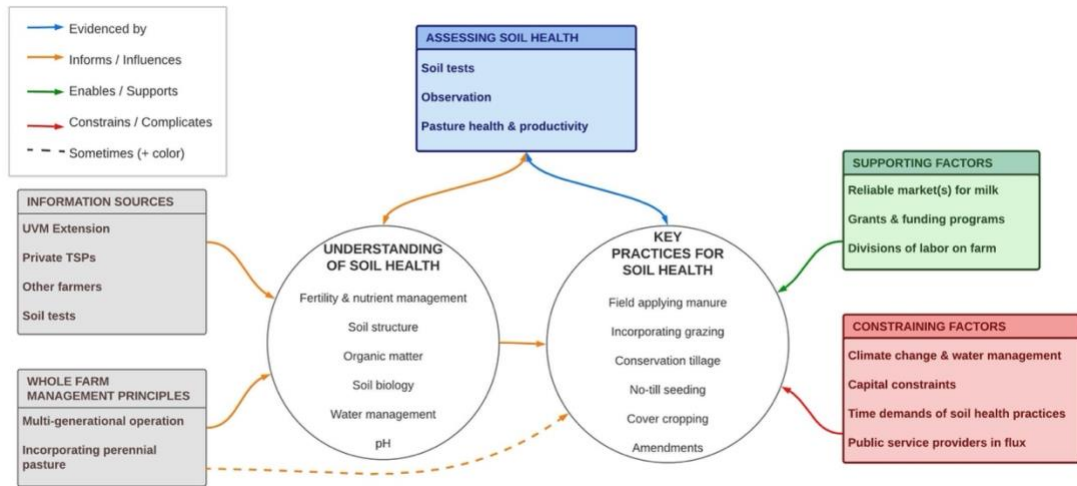 Evidenced by
Informs / Influences
Enables / Supports
Constrains / Complicates
Sometimes (+ color)
ASSESSING SOIL HEALTH
Soil tests
Observation
Pasture health & productivity
INFORMATION SOURCES
UVM Extension
Private TSPs
Other farmers
Soil tests
WHOLE FARM
MANAGEMENT PRINCIPLES
Multi-generational operation
Incorporating perennial
pasture
UNDERSTANDING
OF SOIL HEALTH
Fertility & nutrient management
Soil structure
Organic matter
Soil biology
Water management
pH
KEY
PRACTICES FOR
SOIL HEALTH
Field applying manure
Incorporating grazing
Conservation tillage
No-till seeding
Cover cropping
Amendments
SUPPORTING FACTORS
Reliable market(s) for milk
Grants & funding programs
Divisions of labor on farm
CONSTRAINING FACTORS
Climate change & water management
Capital constraints
Time demands of soil health practices
Public service providers in flux